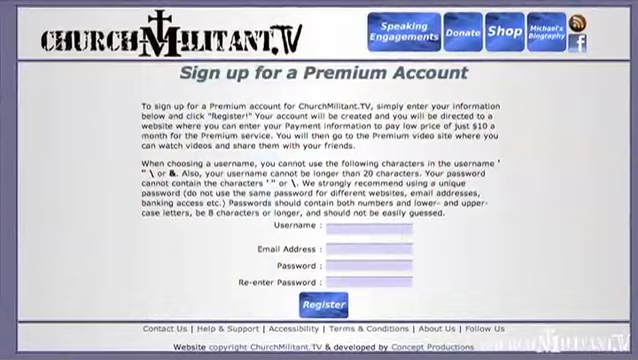 CHURCHMILITANT.TV
Speaking
Engagements
Donate
Shop
Michael's
Biography
Sign up for a Premium Account
To sign up for a Premium account for ChurchMilitant.TV, simply enter your information
below and click "Register!" Your account will be created and you will be directed to a
website where you can enter your Payment information to pay low price of just $10 a
month for the Premium service. You will then go to the Premium video site where you
can watch videos and share them with your friends.
When choosing a username, you cannot use the following characters in the username '
" \ or &. Also, your username cannot be longer than 20 characters. Your password
cannot contain the characters ' " or \. We strongly recommend using a unique
password (do not use the same password for different websites, email addresses,
banking access etc.) Passwords should contain both numbers and lower- and upper-
case letters, be 8 characters or longer, and should not be easily guessed.
Username :
Email Address :
Password :
Re-enter Password :
Register
Contact Us | Help & Support | Accessibility | Terms & Conditions | About Us | Follow Us
Website copyright ChurchMilitant.TV & developed by Concept Productions
CHURCHMILITANT.TV